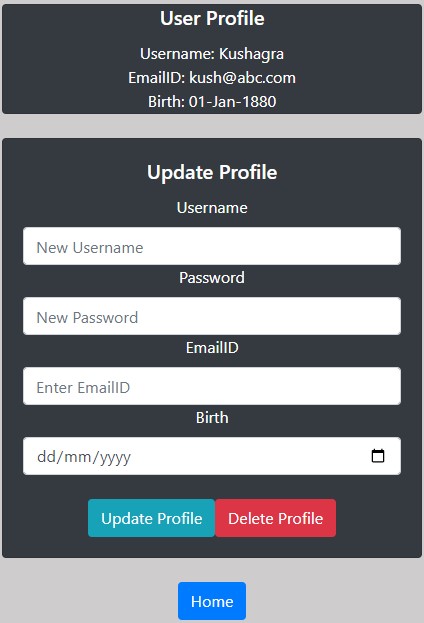 User Profile
Username: Kushagra
EmailID: kush@abc.com
Birth: 01-Jan-1880
Update Profile
Username
New Username
Password
New Password
EmailID
Enter EmailID
Birth
dd/mm/yyyy
Update Profile Delete Profile
Home